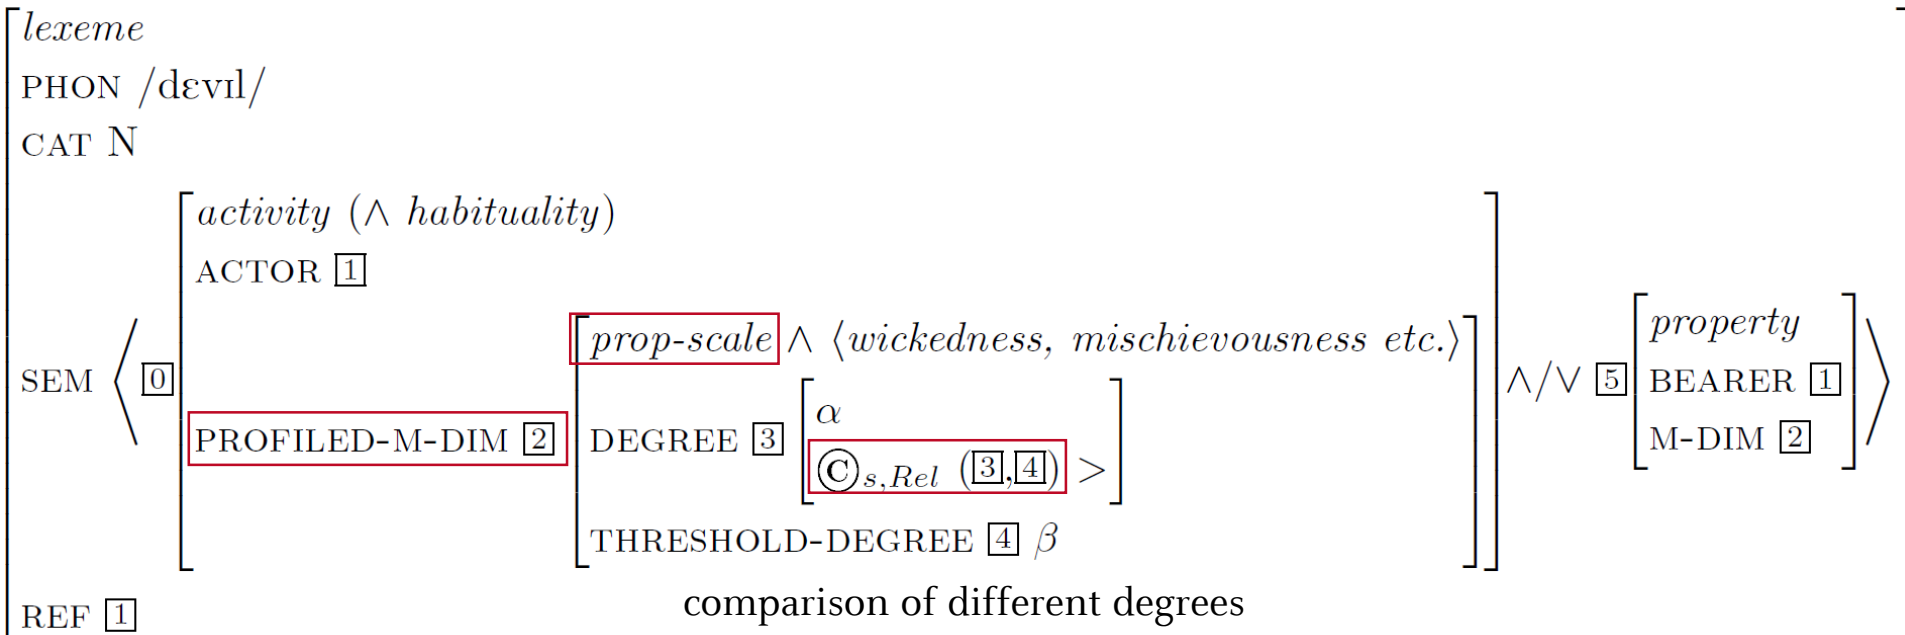 lexeme
PHON /dɛvɪl/
CAT N
activity (∧ habituality)
ACTOR 1
prop-scale ∧ ⟨wickedness, mischievousness etc.⟩
property
SEM ⟨ 0 ∧/∨ 5 BEARER 1 ⟩
α
PROFILED-M-DIM 2 DEGREE 3 M-DIM 2
Ⓒs,Rel (3,4) >
THRESHOLD-DEGREE 4 β
comparison of different degrees
REF 1